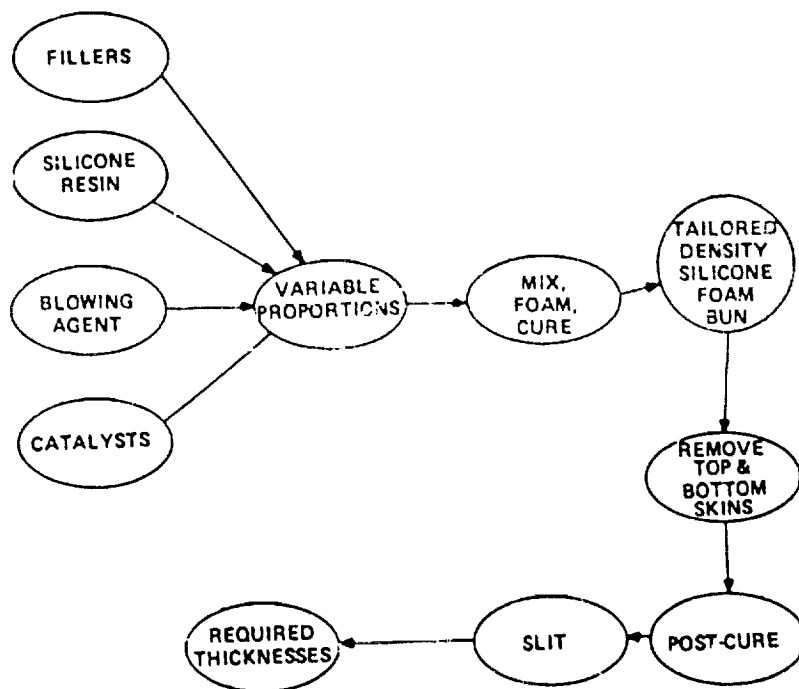 FILLERS
SILICONE
RESIN
BLOWING
AGENT
CATALYSTS
VARIABLE
PROPORTIONS
MIX,
FOAM,
CURE
TAILORED
DENSITY
SILICONE
FOAM
BUN
REMOVE
TOP &
BOTTOM
SKINS
POST-CURE
SLIT
REQUIRED
THICKNESSES